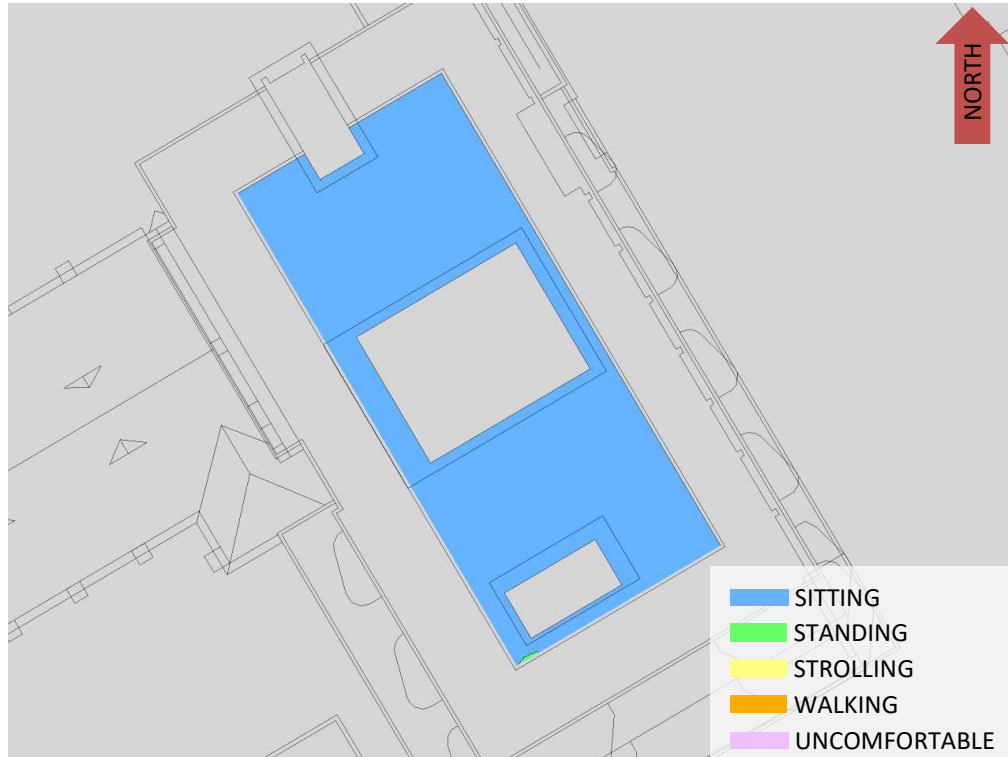 NORTH
SITTING
STANDING
STROLLING
WALKING
UNCOMFORTABLE